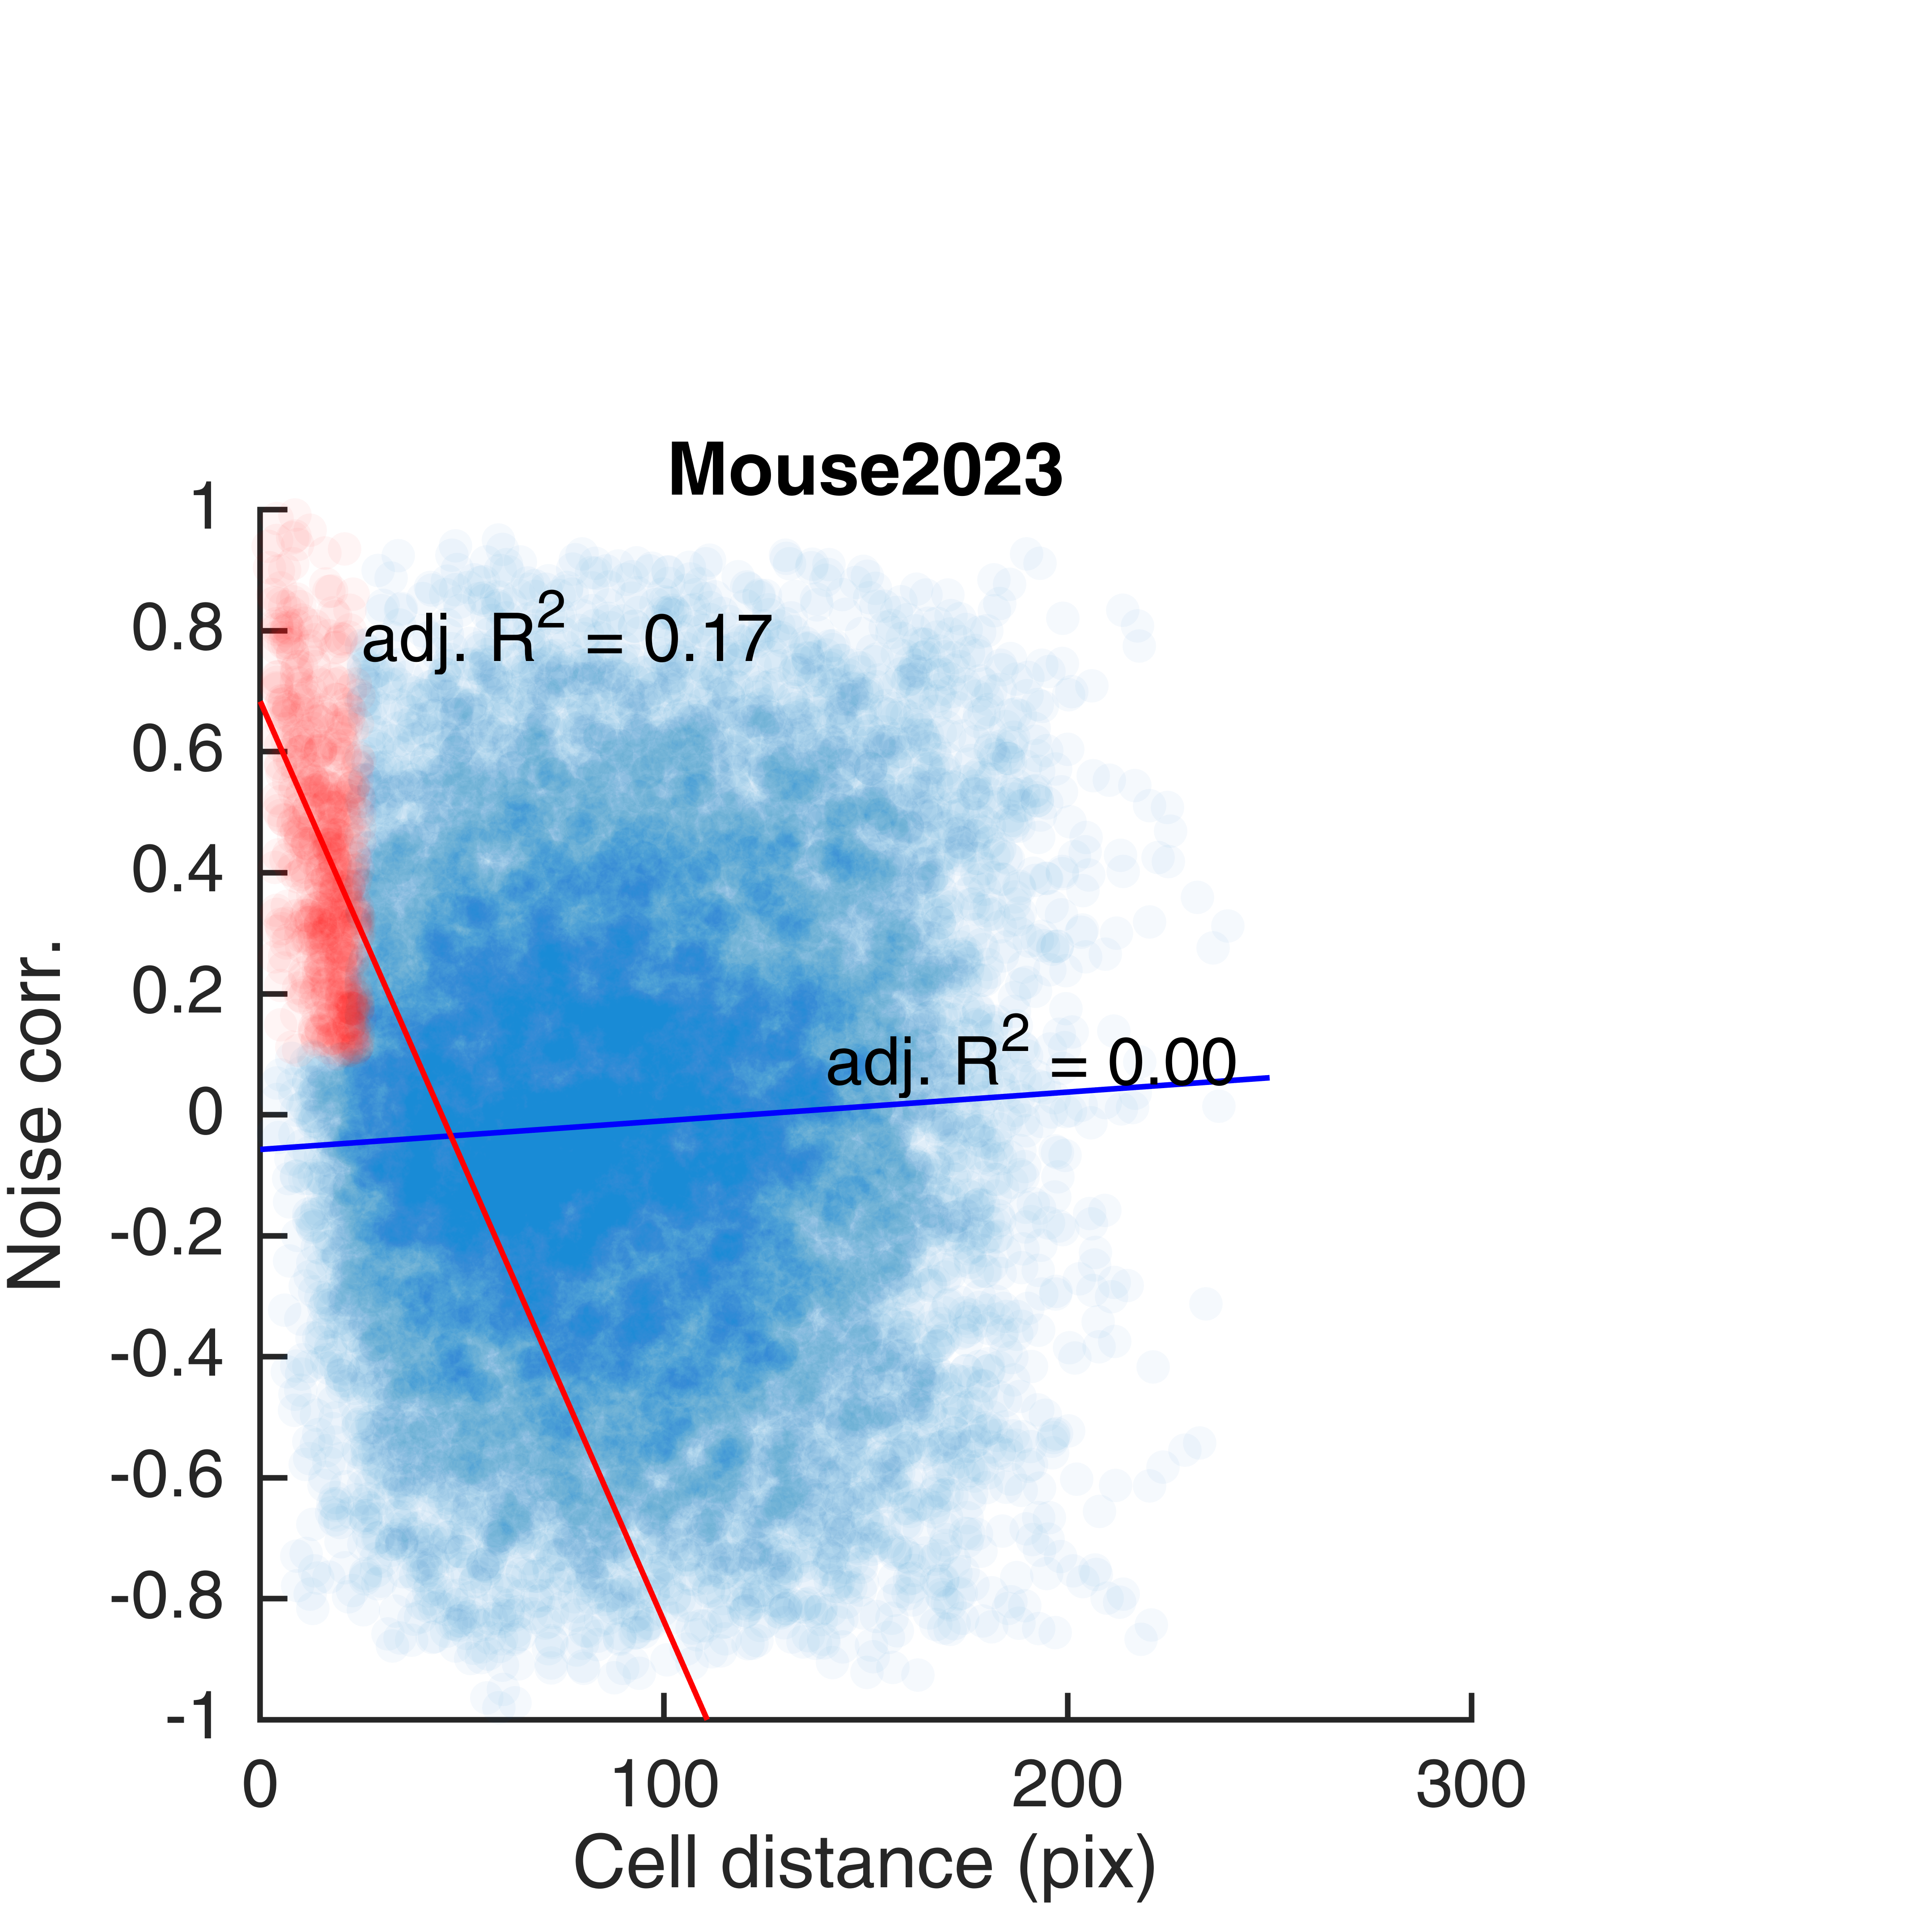 Mouse2023
1
0.8
0.6
0.4
0.2
0
-0.2
-0.4
-0.6
-0.8
-1
adj. R² = 0.17
adj. R² = 0.00
Noise corr.
0 100 200 300
Cell distance (pix)